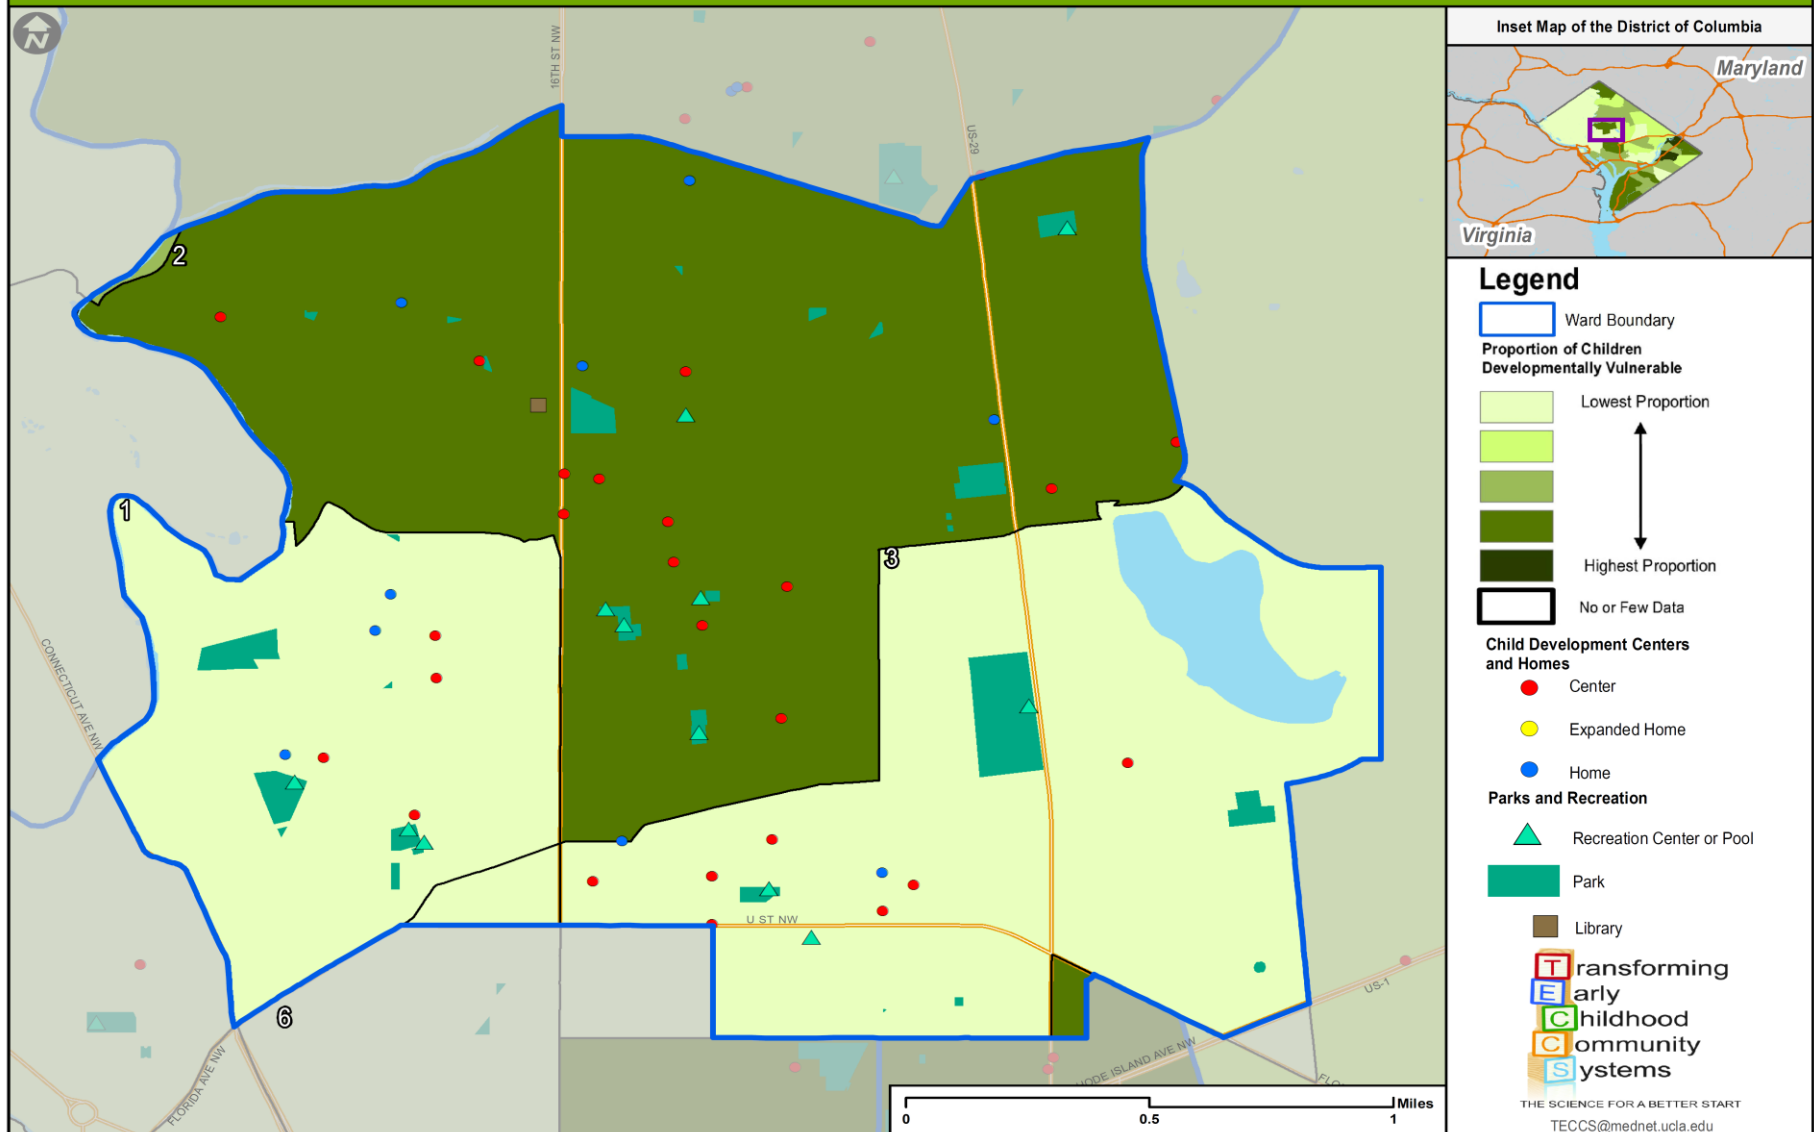 N
16TH ST NW
US-29
2
1
3
CONNECTICUT AVE NW
U ST NW
6
FLORIDA AVE NW
US-1
HODE ISLAND AVE NW
FLO
0
0.5
1
Miles
Inset Map of the District of Columbia
Maryland
Virginia
Legend
Ward Boundary
Proportion of Children
Developmentally Vulnerable
Lowest Proportion
Highest Proportion
No or Few Data
Child Development Centers
and Homes
Center
Expanded Home
Home
Parks and Recreation
Recreation Center or Pool
Park
Library
Transforming
Early
Childhood
Community
Systems
THE SCIENCE FOR A BETTER START
TECCS@mednet.ucla.edu